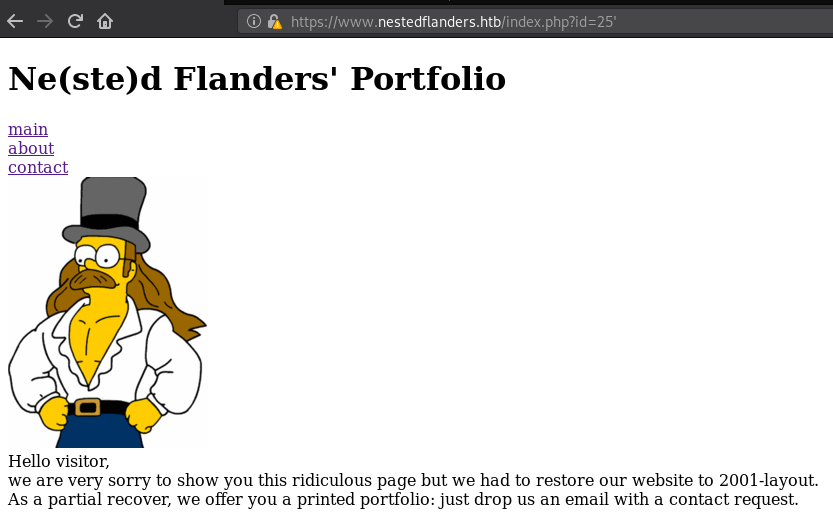 https://www.nestedflanders.htb/index.php?id=25'
Ne(ste)d Flanders' Portfolio
main
about
contact
Hello visitor,
we are very sorry to show you this ridiculous page but we had to restore our website to 2001-layout.
As a partial recover, we offer you a printed portfolio: just drop us an email with a contact request.